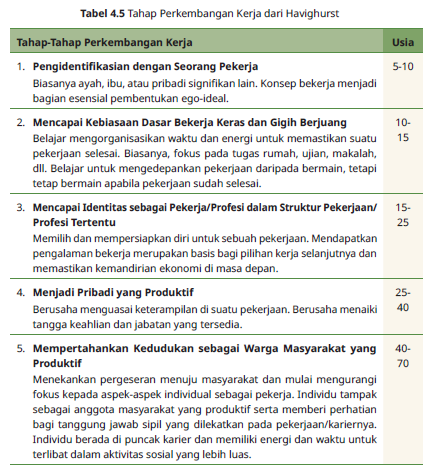 Tabel 4.5 Tahap Perkembangan Kerja dari Havighurst
Tahap-Tahap Perkembangan Kerja Usia
1. Pengidentifikasian dengan Seorang Pekerja 5-10
Biasanya ayah, ibu, atau pribadi signifikan lain. Konsep bekerja menjadi
bagian esensial pembentukan ego-ideal.
2. Mencapai Kebiasaan Dasar Bekerja Keras dan Gigih Berjuang 10-
Belajar mengorganisasikan waktu dan energi untuk memastikan suatu 15
pekerjaan selesai. Biasanya, fokus pada tugas rumah, ujian, makalah,
dll. Belajar untuk mengedepankan pekerjaan daripada bermain, tetapi
tetap bermain apabila pekerjaan sudah selesai.
3. Mencapai Identitas sebagai Pekerja/Profesi dalam Struktur Pekerjaan/ 15-
Profesi Tertentu 25
Memilih dan mempersiapkan diri untuk sebuah pekerjaan. Mendapatkan
pengalaman bekerja merupakan basis bagi pilihan kerja selanjutnya dan
memastikan kemandirian ekonomi di masa depan.
4. Menjadi Pribadi yang Produktif 25-
Berusaha menguasai keterampilan di suatu pekerjaan. Berusaha menaiki 40
tangga keahlian dan jabatan yang tersedia.
5. Mempertahankan Kedudukan sebagai Warga Masyarakat yang 40-
Produktif 70
Menekankan pergeseran menuju masyarakat dan mulai mengurangi
fokus kepada aspek-aspek individual sebagai pekerja. Individu tampak
sebagai anggota masyarakat yang produktif serta memberi perhatian
bagi tanggung jawab sipil yang dilekatkan pada pekerjaan/kariernya.
Individu berada di puncak karier dan memiliki energi dan waktu untuk
terlibat dalam aktivitas sosial yang lebih luas.